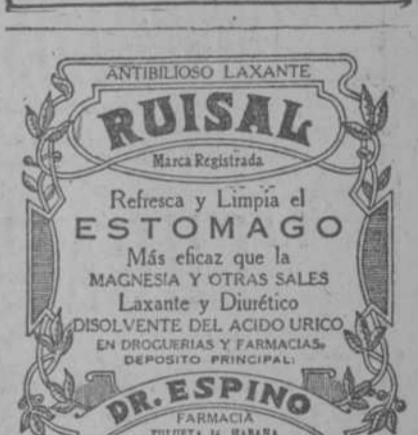 ANTIBILIOSO LAXANTE
RUISAL
Marca Registrada
Refresca y Limpia el
ESTOMAGO
Más eficaz que la
MAGNESIA Y OTRAS SALES
Laxante y Diurético
DISOLVENTE DEL ACIDO URICO
EN DROGUERIAS Y FARMACIAS.
DEPOSITO PRINCIPAL:
DR. ESPINO
FARMACIA
ZULUETA HABANA